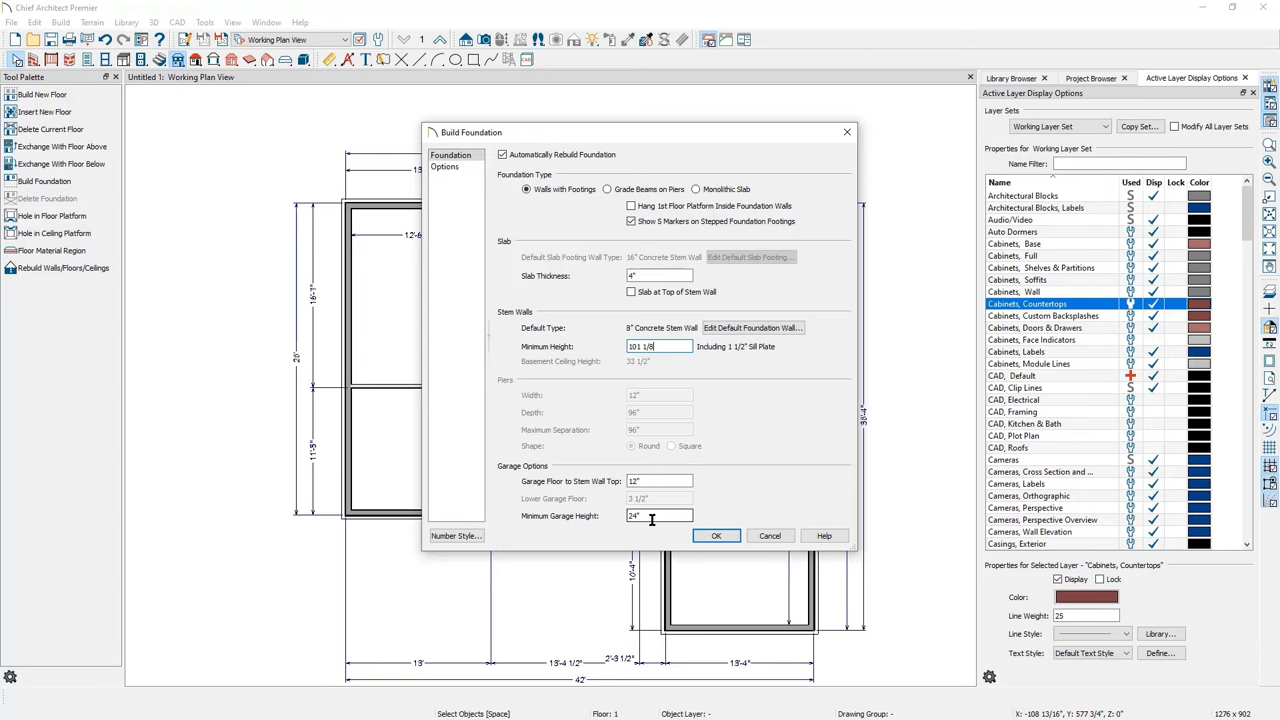 Chief Architect Premier
File Edit Build Terrain Library 3D CAD Tools Window Help
Working Plan View 1
Tool Palette
Untitled 1: Working Plan View
Library Browser Project Browser Active Layer Display Options
Build New Floor
Insert New Floor
Delete Current Floor
Exchange With Floor Above
Exchange With Floor Below
Build Foundation
Delete Foundation
Hole in Floor Platform
Hole in Ceiling Platform
Floor Material Region
Rebuild Walls/Floors/Ceilings
12'-6
26'
16'-1"
11'-5"
10'-4"
38'-4"
13'
13'-4 1/2"
2'-3 1/2"
13'-4"
42'
Build Foundation
Foundation
Options
Automatically Rebuild Foundation
Foundation Type
Walls with Footings Grade Beams on Piers Monolithic Slab
Hang 1st Floor Platform Inside Foundation Walls
Show S Markers on Stepped Foundation Footings
Slab
Default Slab Footing Wall Type: 16" Concrete Stem Wall Edit Default Slab Footing...
Slab Thickness: 4"
Slab at Top of Stem Wall
Stem Walls
Default Type: 8" Concrete Stem Wall Edit Default Foundation Wall...
Minimum Height: 101 1/8 Including 1 1/2" Sill Plate
Basement Ceiling Height: 33 1/2"
Piers
Width: 12"
Depth: 96"
Maximum Separation: 96"
Shape: Round Square
Garage Options
Garage Floor to Stem Wall Top: 12"
Lower Garage Floor: 3 1/2"
Minimum Garage Height: 24"
Number Style... OK Cancel Help
Active Layer Display Options
Layer Sets
Working Layer Set Copy Set... Modify All Layer Sets
Properties for Working Layer Set
Name Filter:
Name Used Disp Lock Color
Architectural Blocks S
Architectural Blocks, Labels S
Audio/Video S
Auto Dormers
Cabinets, Base
Cabinets, Full
Cabinets, Shelves & Partitions
Cabinets, Soffits
Cabinets, Wall
Cabinets, Countertops
Cabinets, Custom Backsplashes
Cabinets, Doors & Drawers
Cabinets, Face Indicators
Cabinets, Labels
Cabinets, Module Lines
CAD, Default
CAD, Clip Lines S
CAD, Electrical
CAD, Framing
CAD, Kitchen & Bath
CAD, Plot Plan
CAD, Roofs
Cameras S
Cameras, Cross Section and ...
Cameras, Labels
Cameras, Orthographic
Cameras, Perspective
Cameras, Perspective Overview
Cameras, Wall Elevation
Casings, Exterior
Properties for Selected Layer - "Cabinets, Countertops"
Display Lock
Color:
Line Weight: 25
Line Style: Library...
Text Style: Default Text Style Define...
Select Objects [Space] Floor: 1 Object Layer: - Drawing Group: - X: -108 13/16", Y: 577 3/4", Z: 0" 1276 x 902